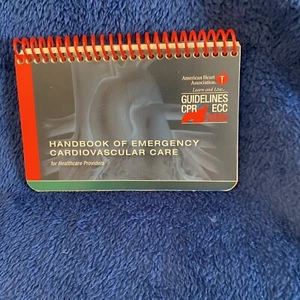 American Heart
Association
Learn and Live
GUIDELINES
CPR ECC
HANDBOOK OF EMERGENCY
CARDIOVASCULAR CARE
for Healthcare Providers